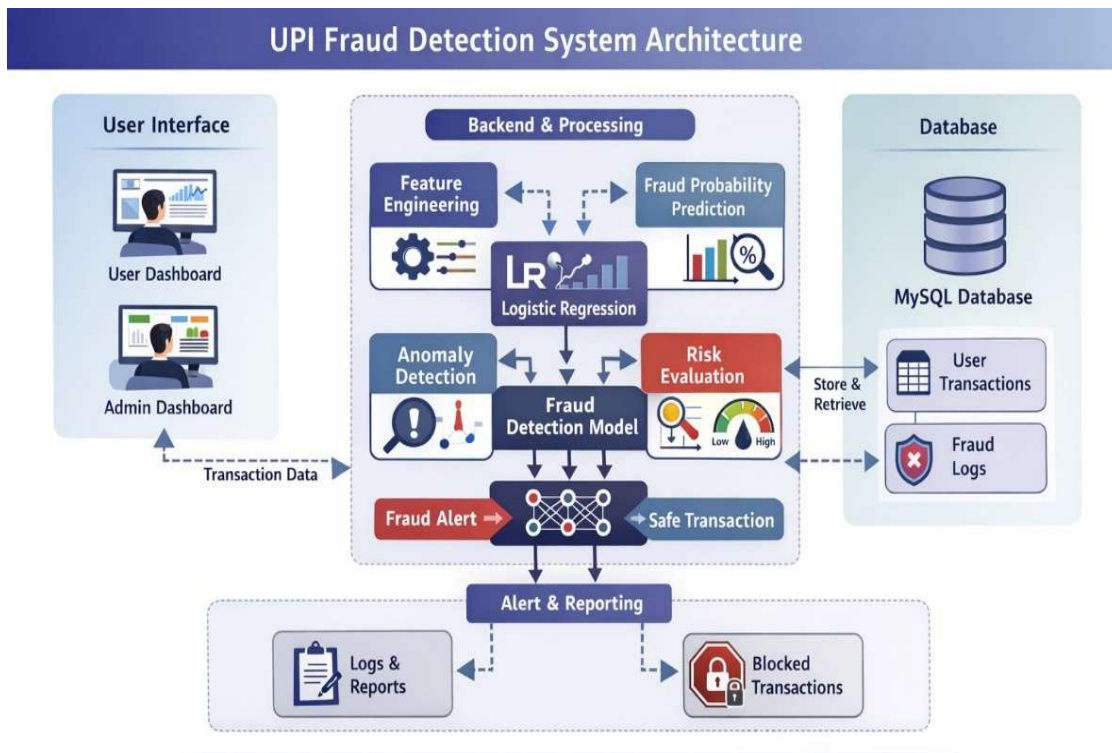 UPI Fraud Detection System Architecture
User Interface
User Dashboard
Admin Dashboard
Transaction Data
Backend & Processing
Feature
Engineering
Fraud Probability
Prediction
%
LR
Logistic Regression
Anomaly
Detection
!
Risk
Evaluation
Low
High
Fraud
Detection Model
Fraud Alert
Safe Transaction
Database
MySQL Database
Store &
Retrieve
User
Transactions
Fraud
Logs
Alert & Reporting
Logs &
Reports
Blocked
Transactions